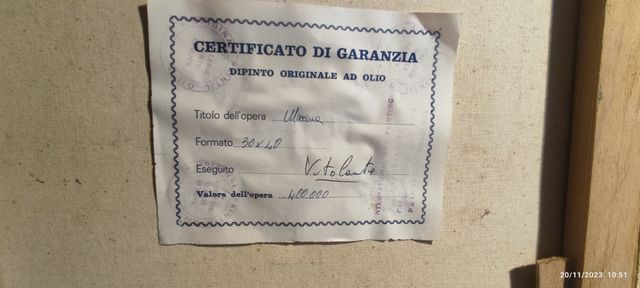 CERTIFICATO DI GARANZIA
DIPINTO ORIGINALE AD OLIO
Titolo dell'opera Marina
Formato 30x40
Eseguito
Valore dell'opera 400.000
20/11/2023 10:51